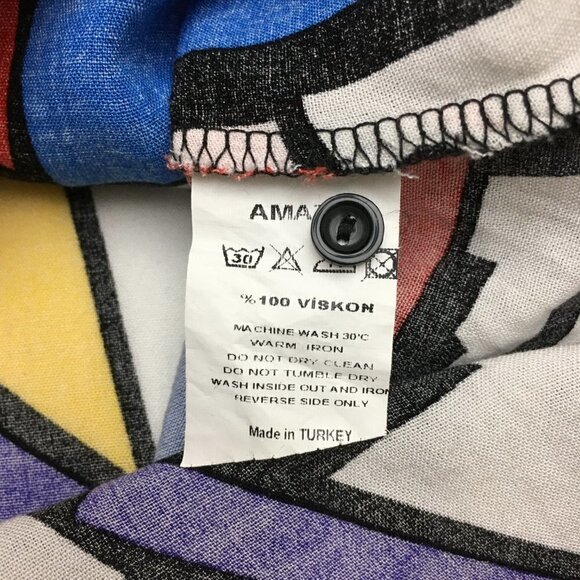 30
% 100 VİSKON
MACHINE WASH 30°C
WARM IRON
DO NOT DRY CLEAN
DO NOT TUMBLE DRY
WASH INSIDE OUT AND IRON
REVERSE SIDE ONLY
Made in TURKEY